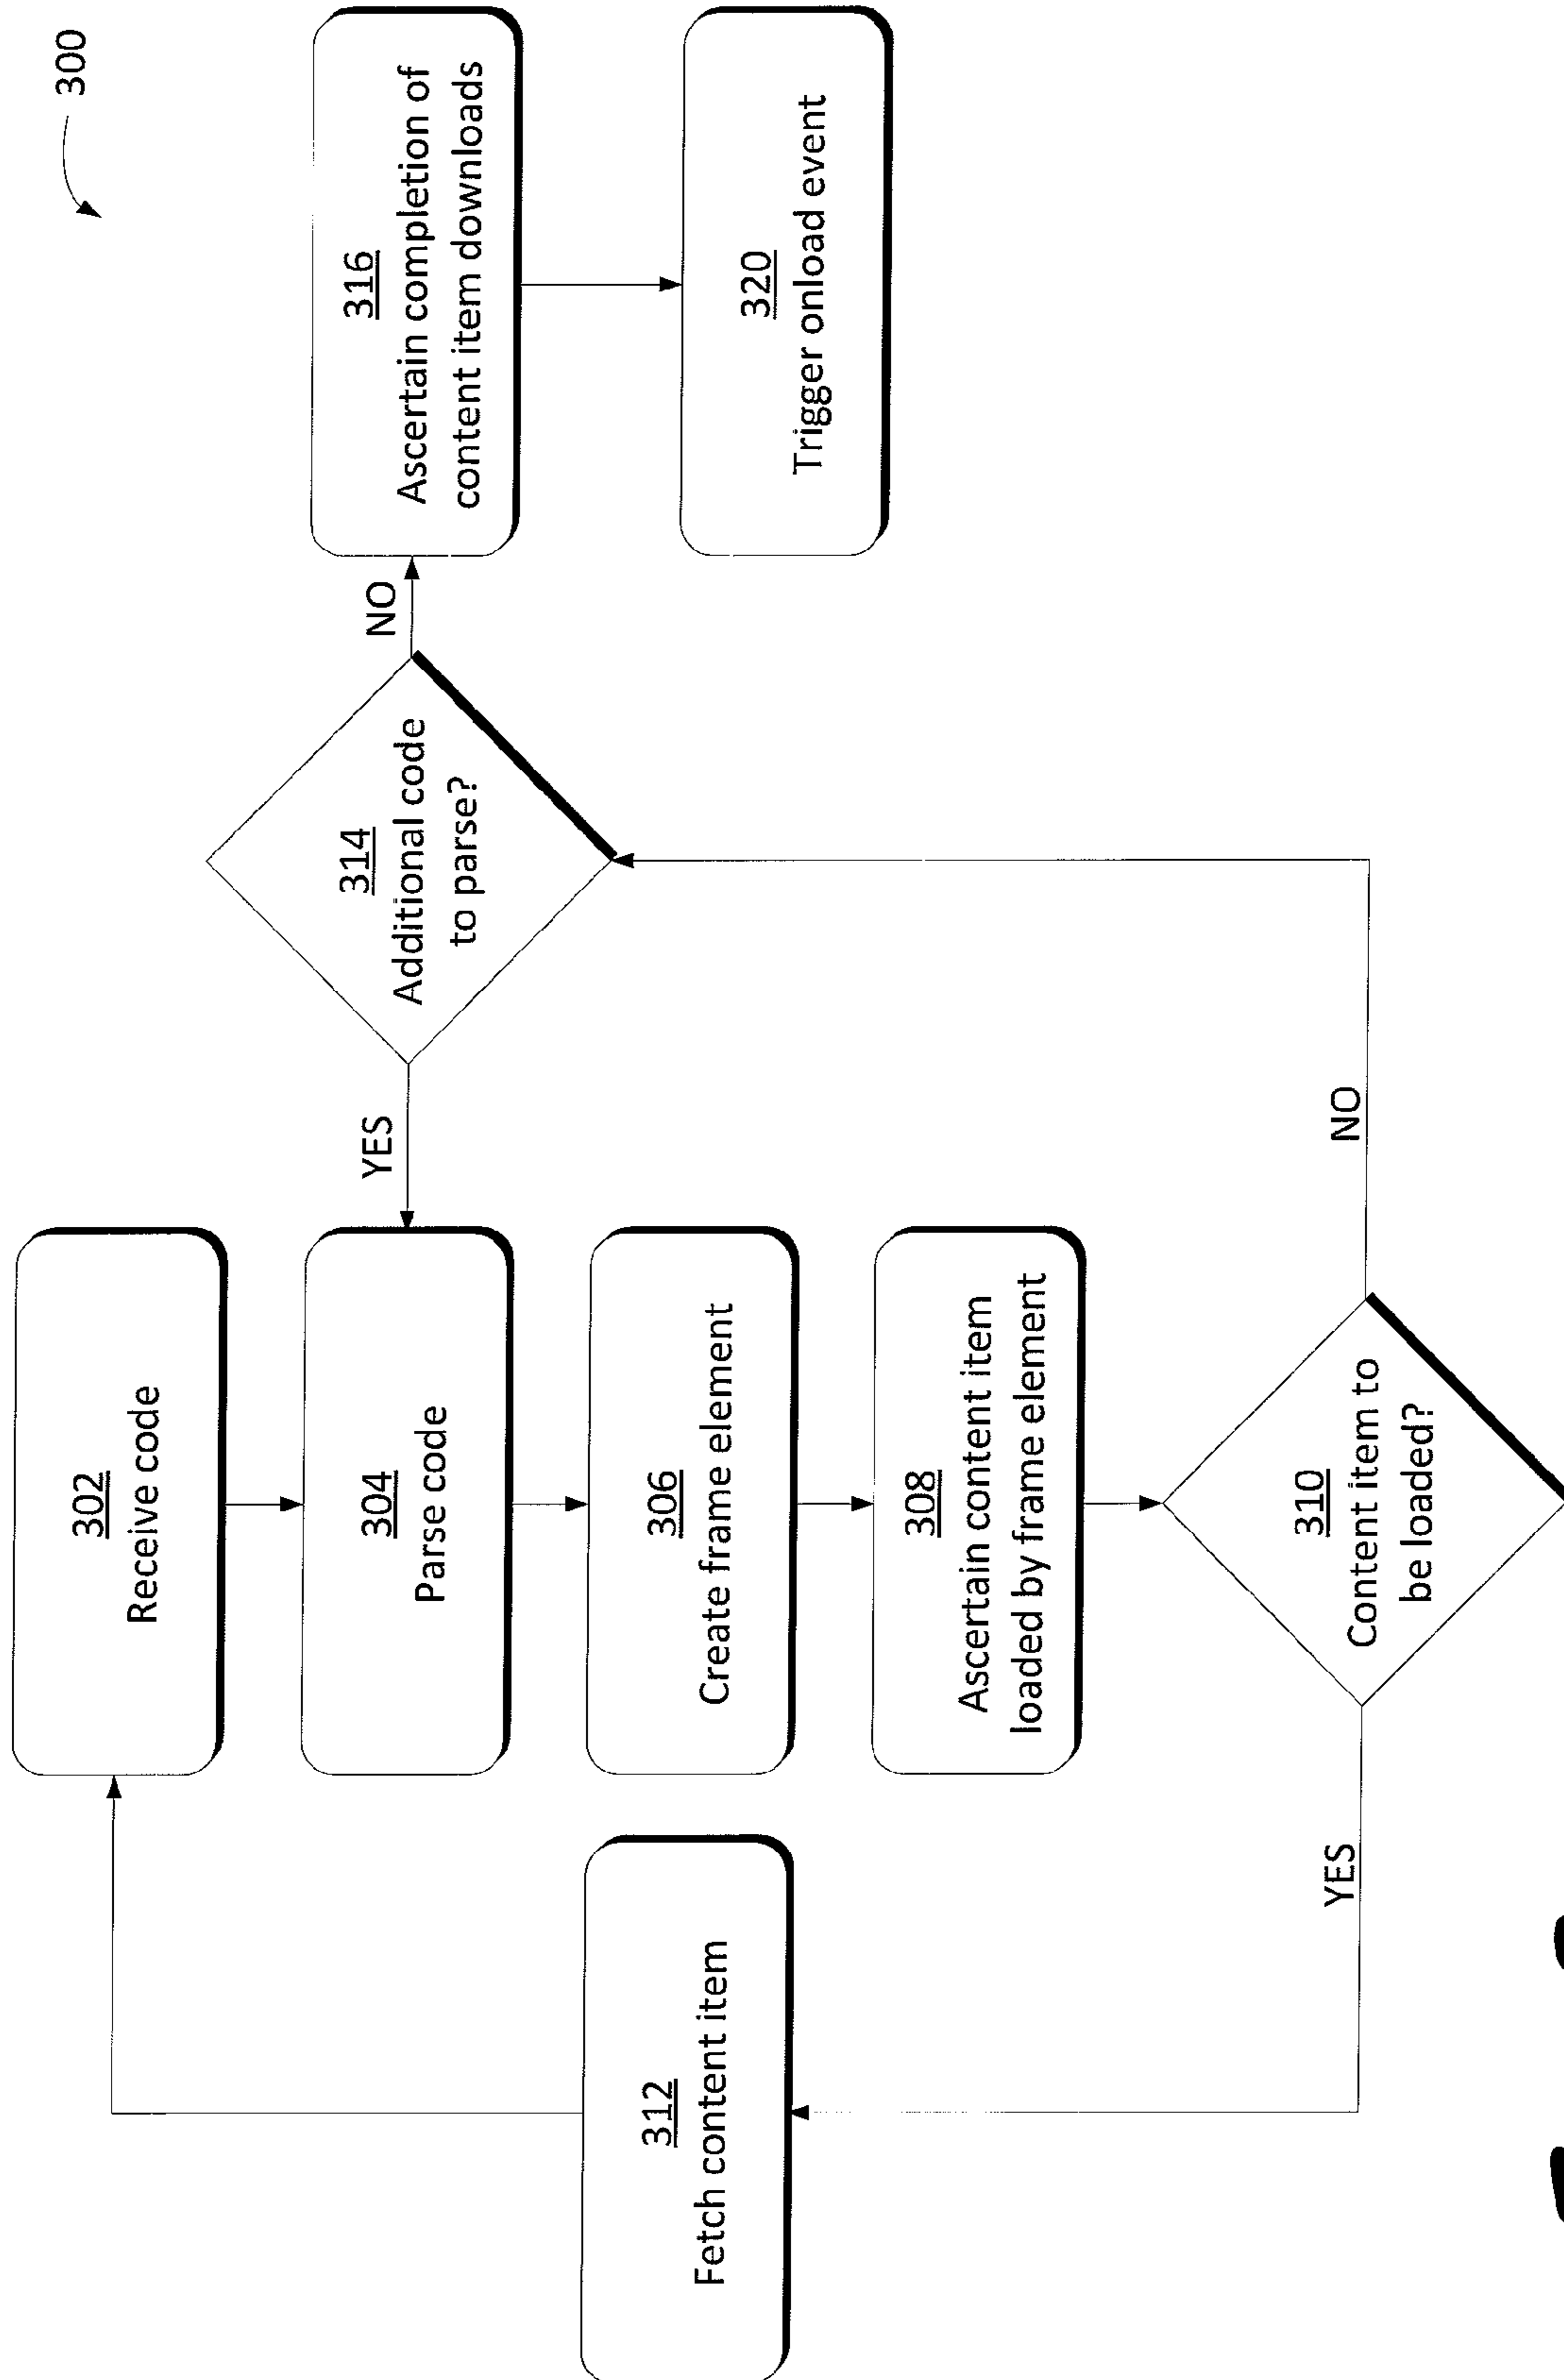 300
302
Receive code
304
Parse code
306
Create frame element
308
Ascertain content item
loaded by frame element
310
Content item to
be loaded?
YES
NO
312
Fetch content item
314
Additional code
to parse?
YES
NO
316
Ascertain completion of
content item downloads
320
Trigger onload event